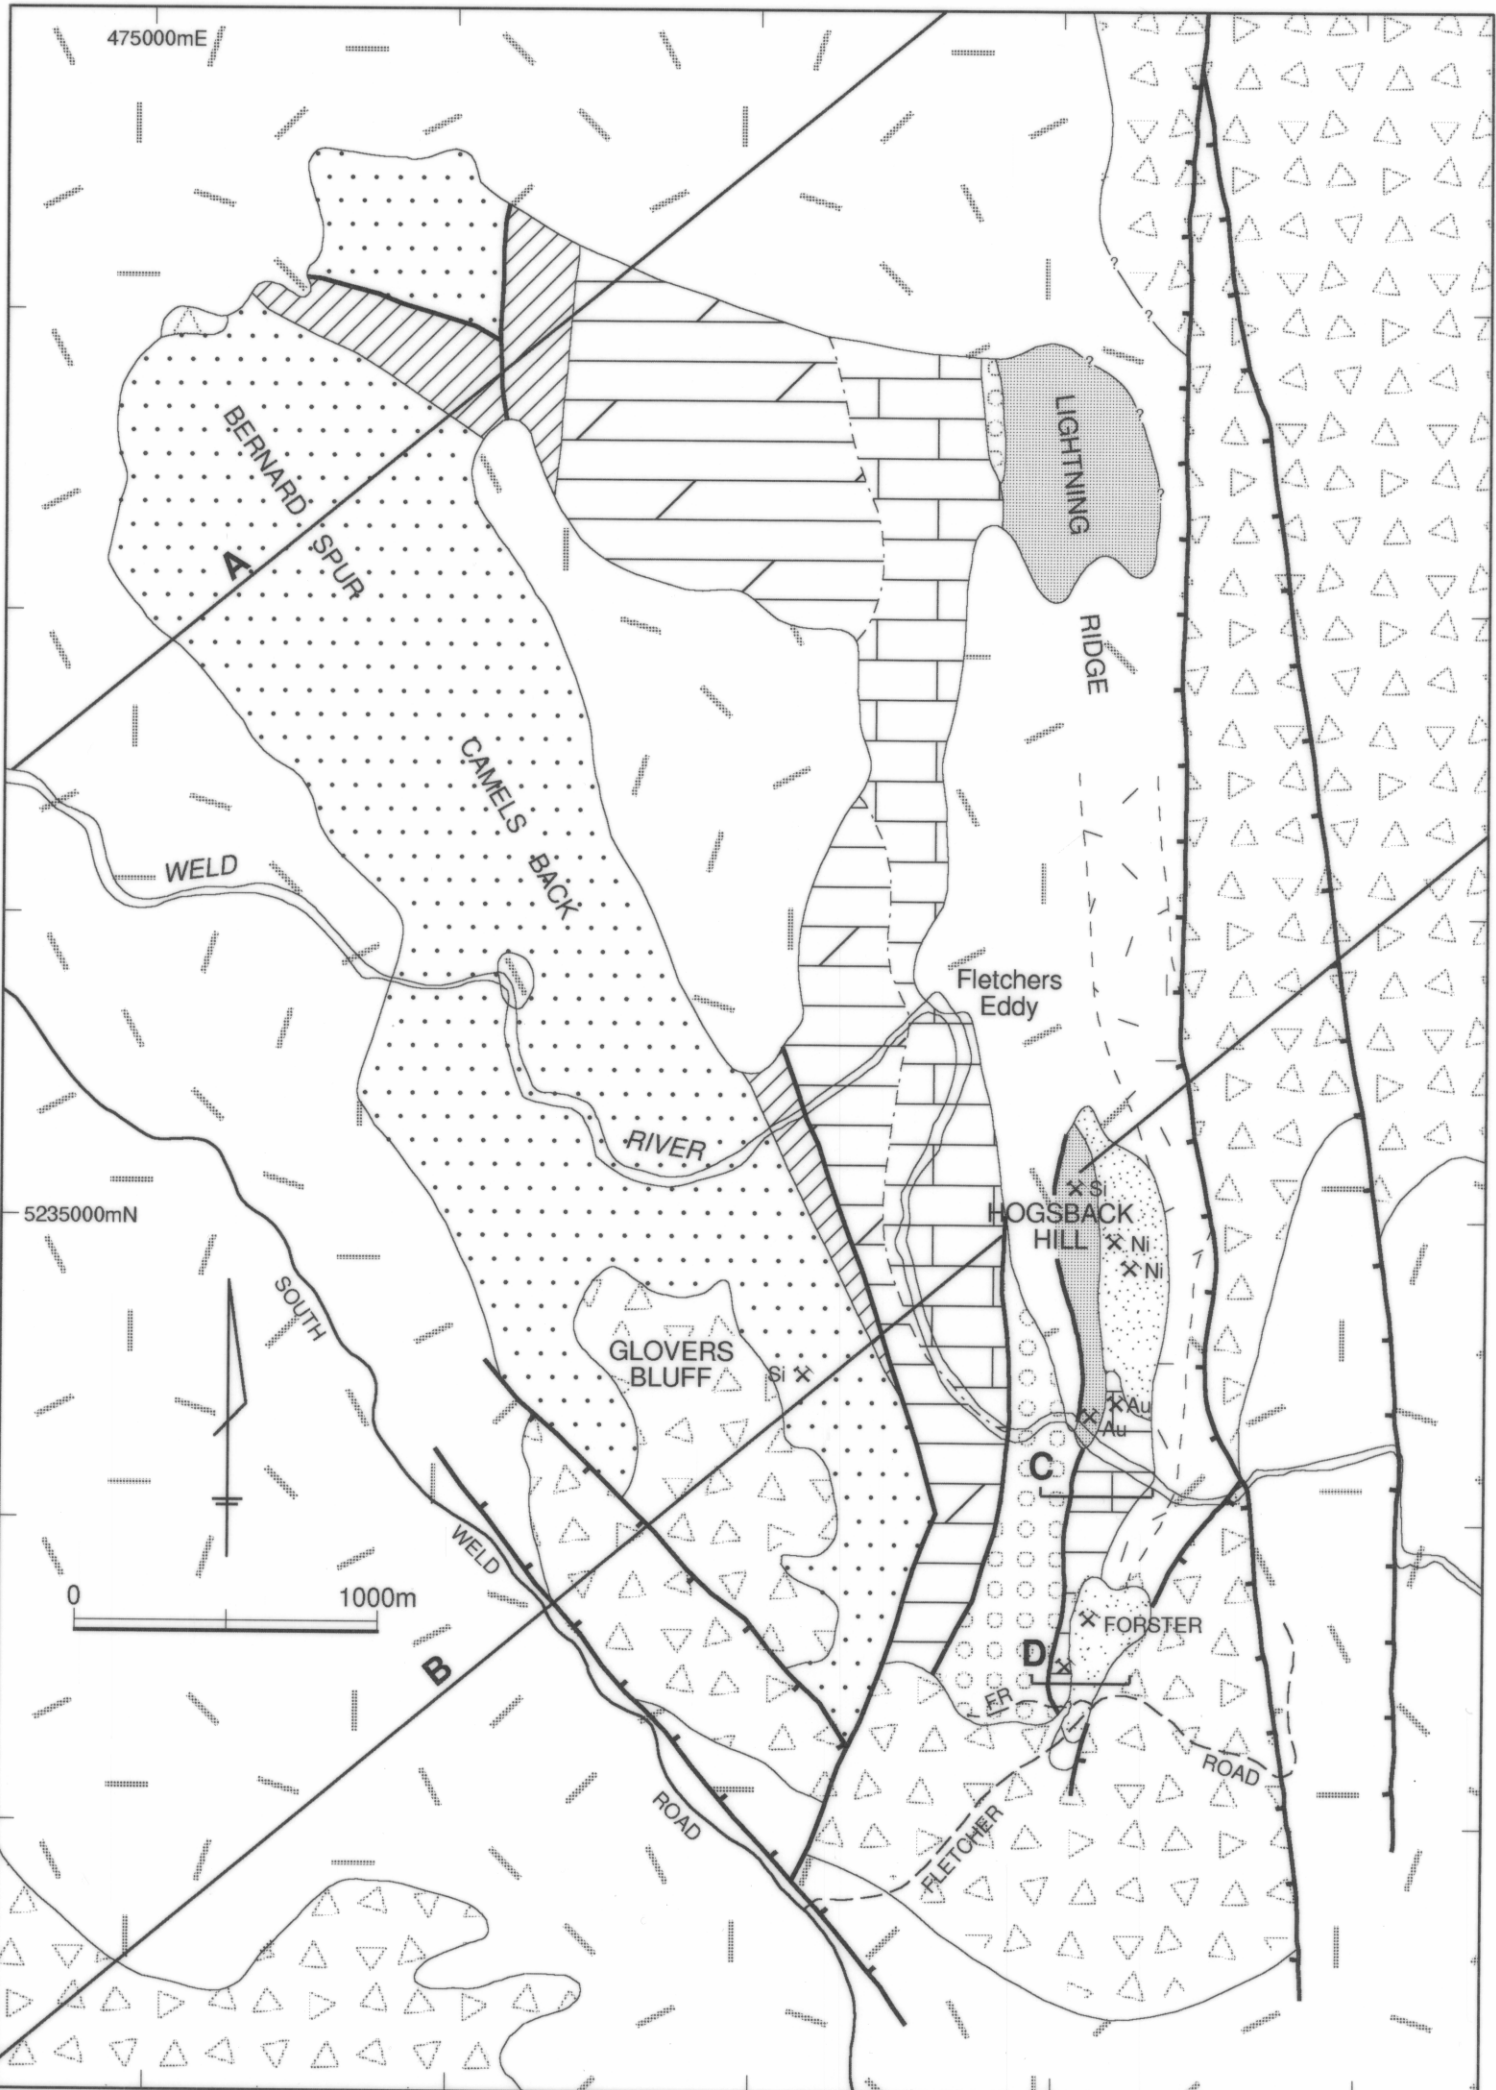 475000mE
LIGHTNING
BERNARD
SPUR
A
RIDGE
CAMELS
BACK
WELD
Fletchers
Eddy
RIVER
Si
5235000mN
HOGSBACK
HILL
Ni
Ni
SOUTH
GLOVERS
BLUFF
Si
Au
Au
C
WELD
0 1000m
FORSTER
D
B
FR
ROAD
ROAD
FLETCHER
? ? ? ? ? ?